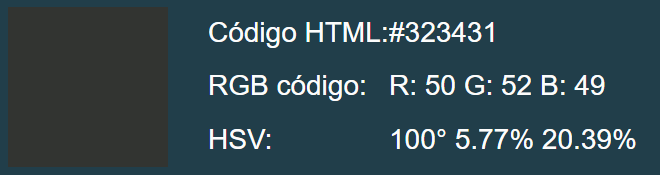 Código HTML:#323431
RGB código: R: 50 G: 52 B: 49
HSV: 100° 5.77% 20.39%